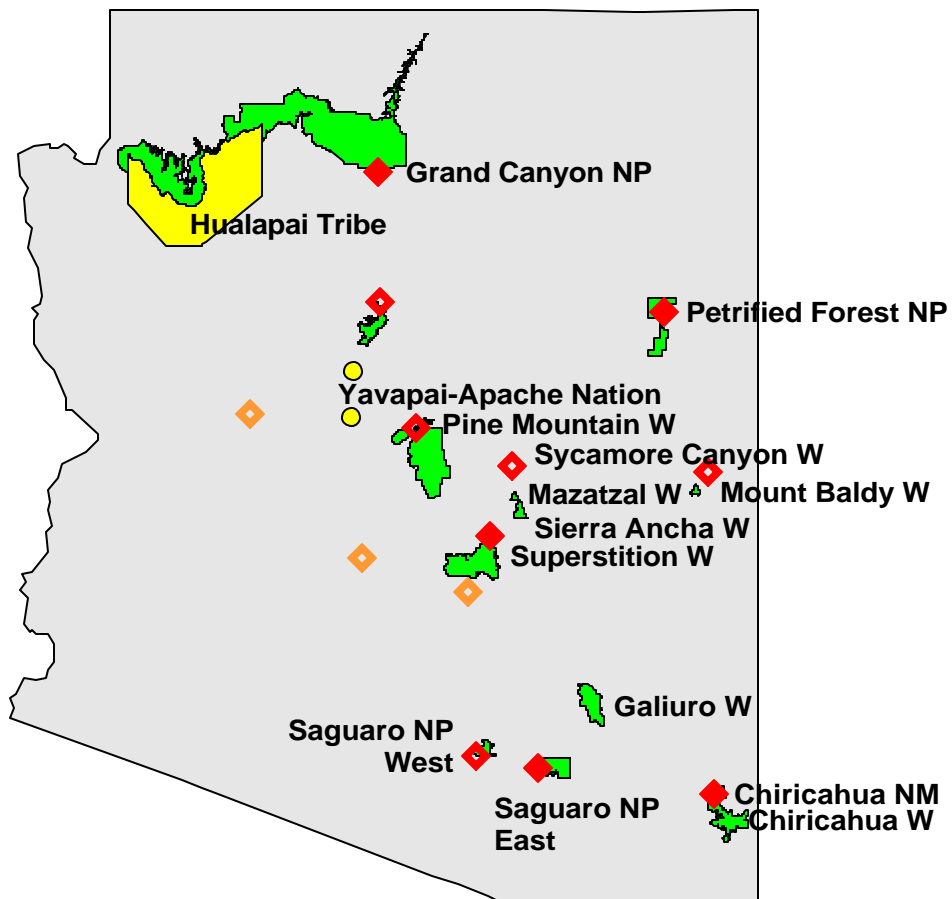 Grand Canyon NP
Hualapai Tribe
Petrified Forest NP
Yavapai-Apache Nation
Pine Mountain W
Sycamore Canyon W
Mazatzal W
Mount Baldy W
Sierra Ancha W
Superstition W
Galiuro W
Saguaro NP
West
Saguaro NP
East
Chiricahua NM
Chiricahua W